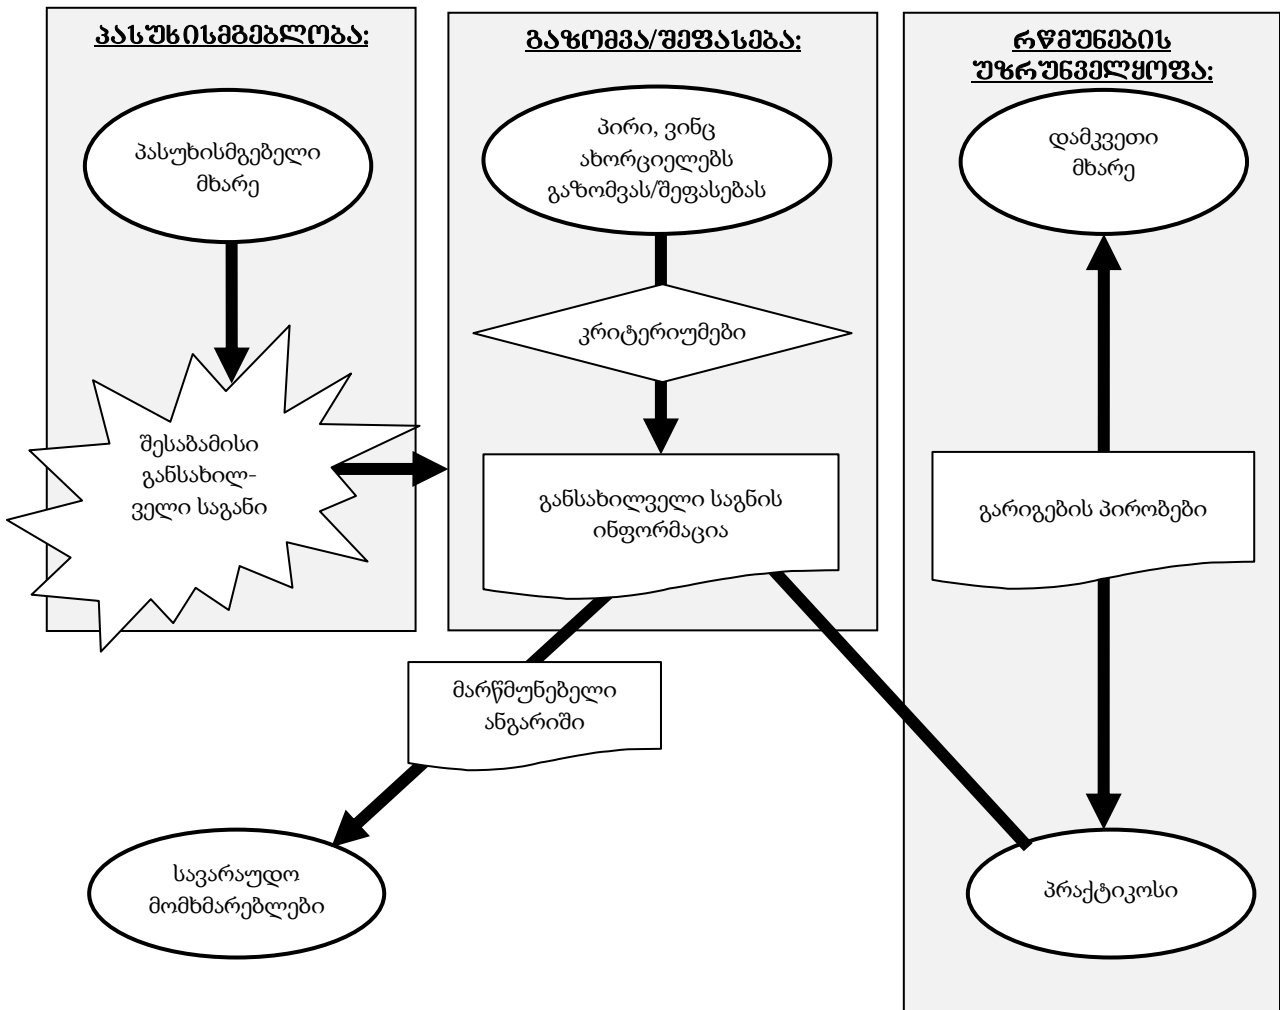 პასუხისმგებლობა:
პასუხისმგებელი
მხარე
შესაბამისი
განსახილ-
ველი საგანი
გაზომვა/შეფასება:
პირი, ვინც
ახორციელებს
გაზომვას/შეფასებას
კრიტერიუმები
განსახილველი საგნის
ინფორმაცია
რწმუნების
უზრუნველყოფა:
დამკვეთი
მხარე
გარიგების პირობები
მარწმუნებელი
ანგარიში
სავარაუდო
მომხმარებლები
პრაქტიკოსი